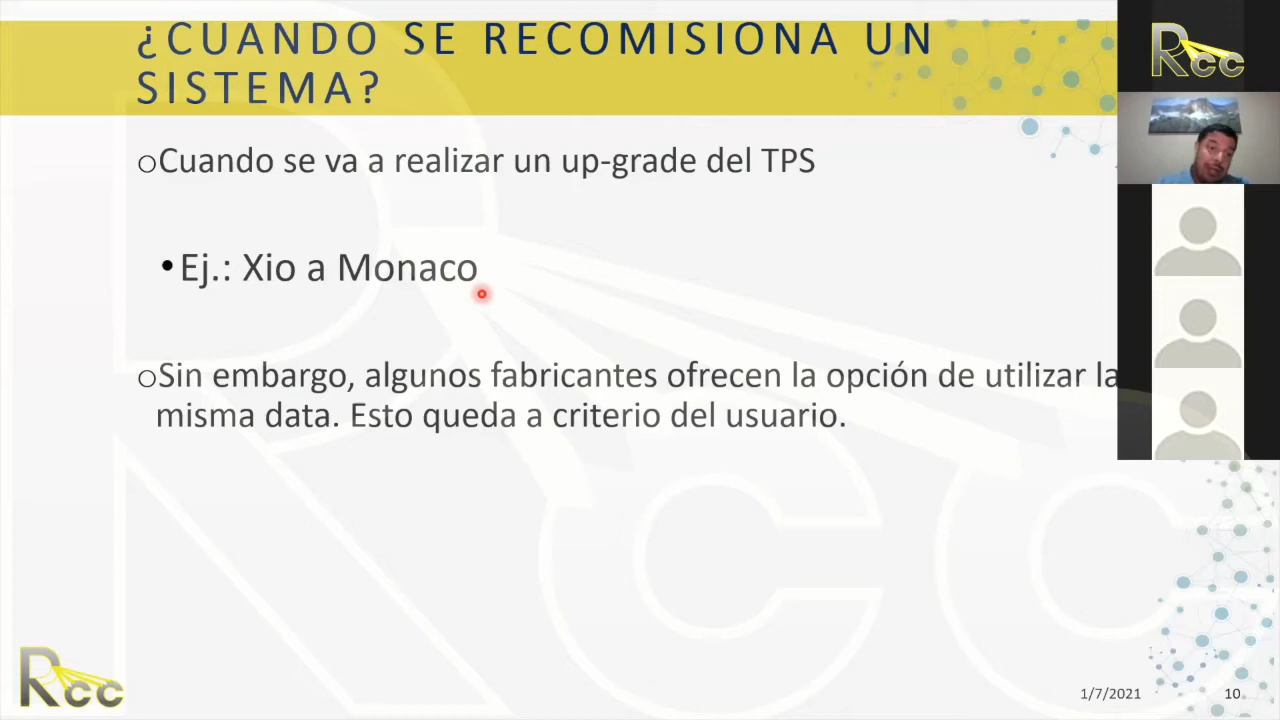 ¿CUANDO SE RECOMISIONA UN
SISTEMA?
oCuando se va a realizar un up-grade del TPS
•Ej.: Xio a Monaco
oSin embargo, algunos fabricantes ofrecen la opción de utilizar la
misma data. Esto queda a criterio del usuario.
Rcc
Rcc
1/7/2021
10